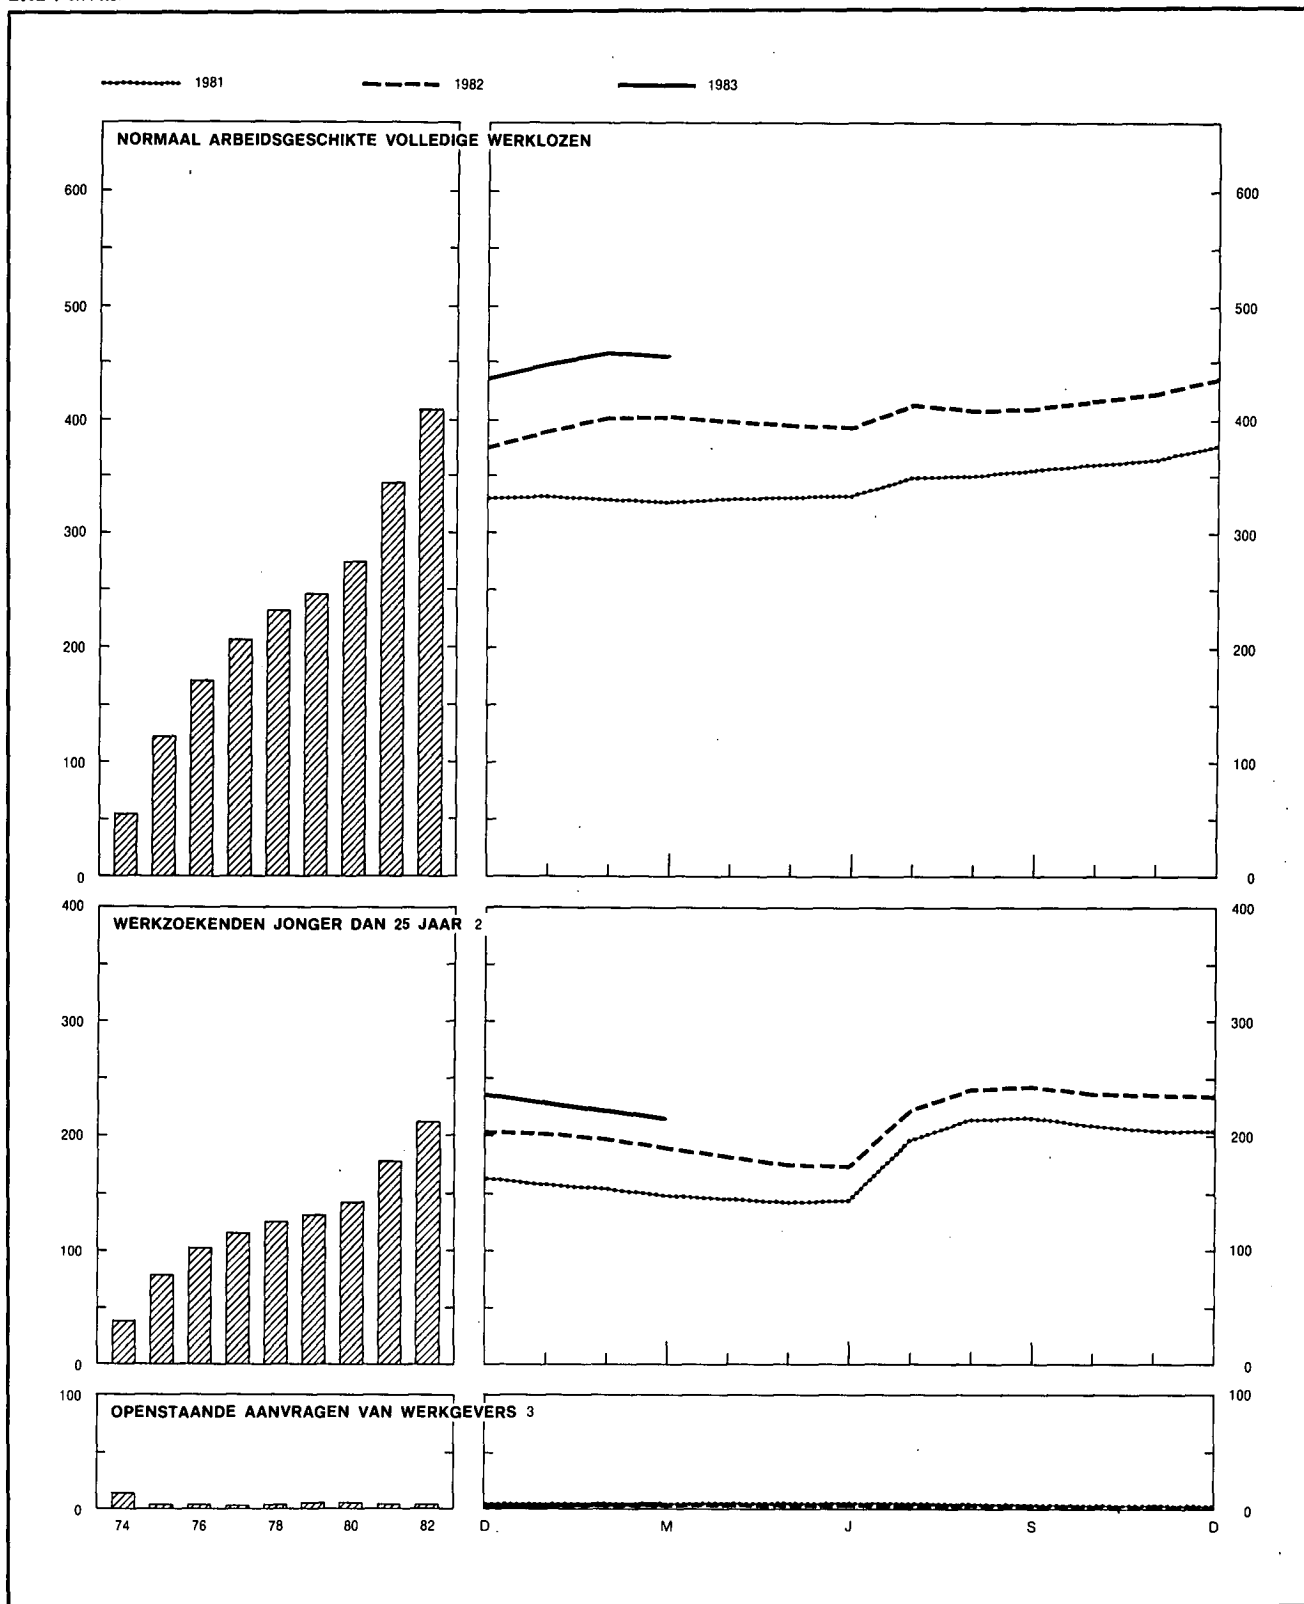 1981 1982 1983
NORMAAL ARBEIDSGESCHIKTE VOLLEDIGE WERKLOZEN
600 600
500 500
400 400
300 300
200 200
100 100
0 0
400 400
WERKZOEKENDEN JONGER DAN 25 JAAR 2
300 300
200 200
100 100
0 0
100 100
OPENSTAANDE AANVRAGEN VAN WERKGEVERS 3
0 0
74 76 78 80 82 D M J S D